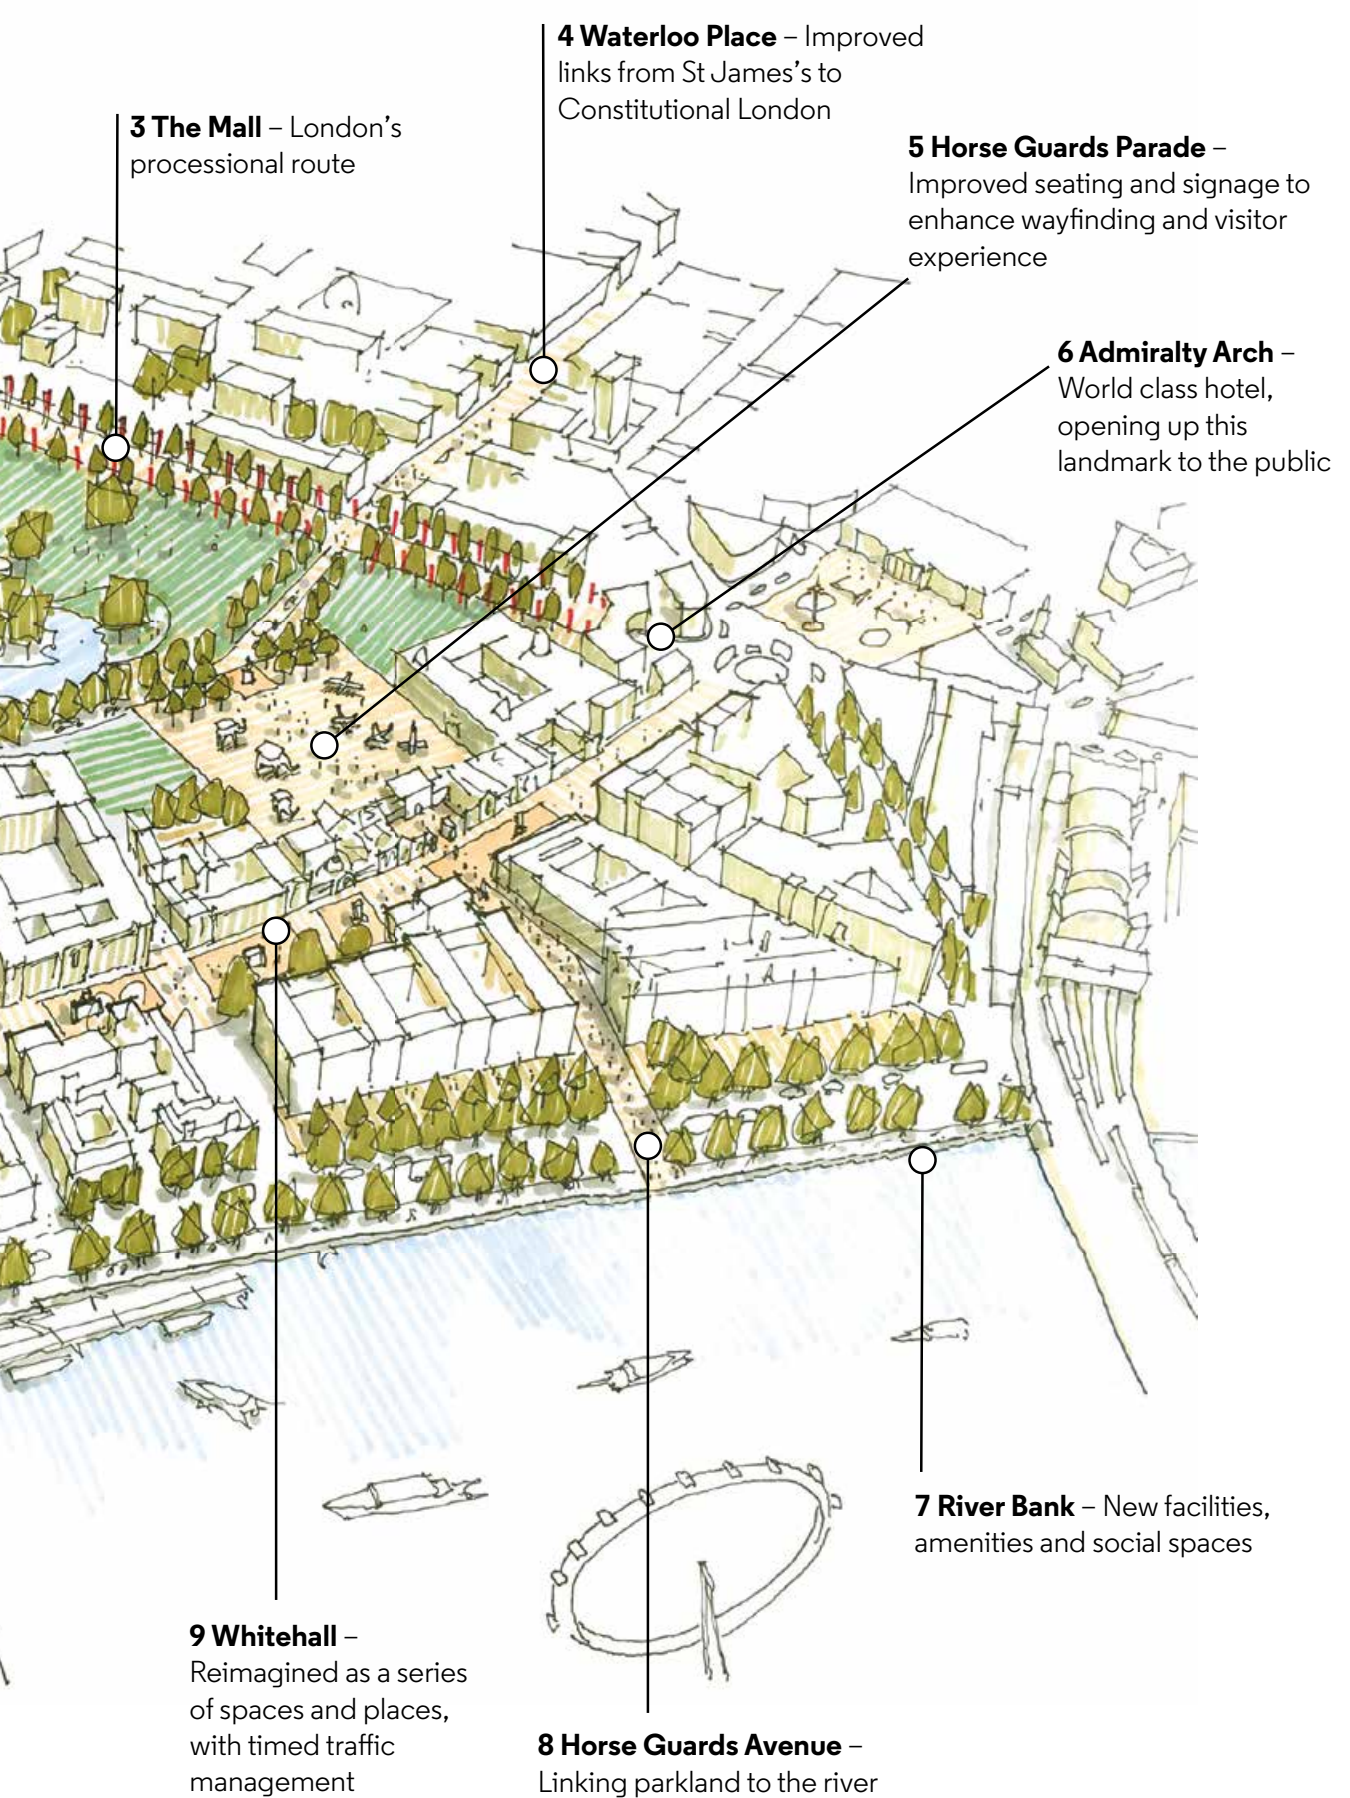 4 Waterloo Place – Improved
links from St James's to
Constitutional London
3 The Mall – London's
processional route
5 Horse Guards Parade –
Improved seating and signage to
enhance wayfinding and visitor
experience
6 Admiralty Arch –
World class hotel,
opening up this
landmark to the public
7 River Bank – New facilities,
amenities and social spaces
9 Whitehall –
Reimagined as a series
of spaces and places,
with timed traffic
management
8 Horse Guards Avenue –
Linking parkland to the river